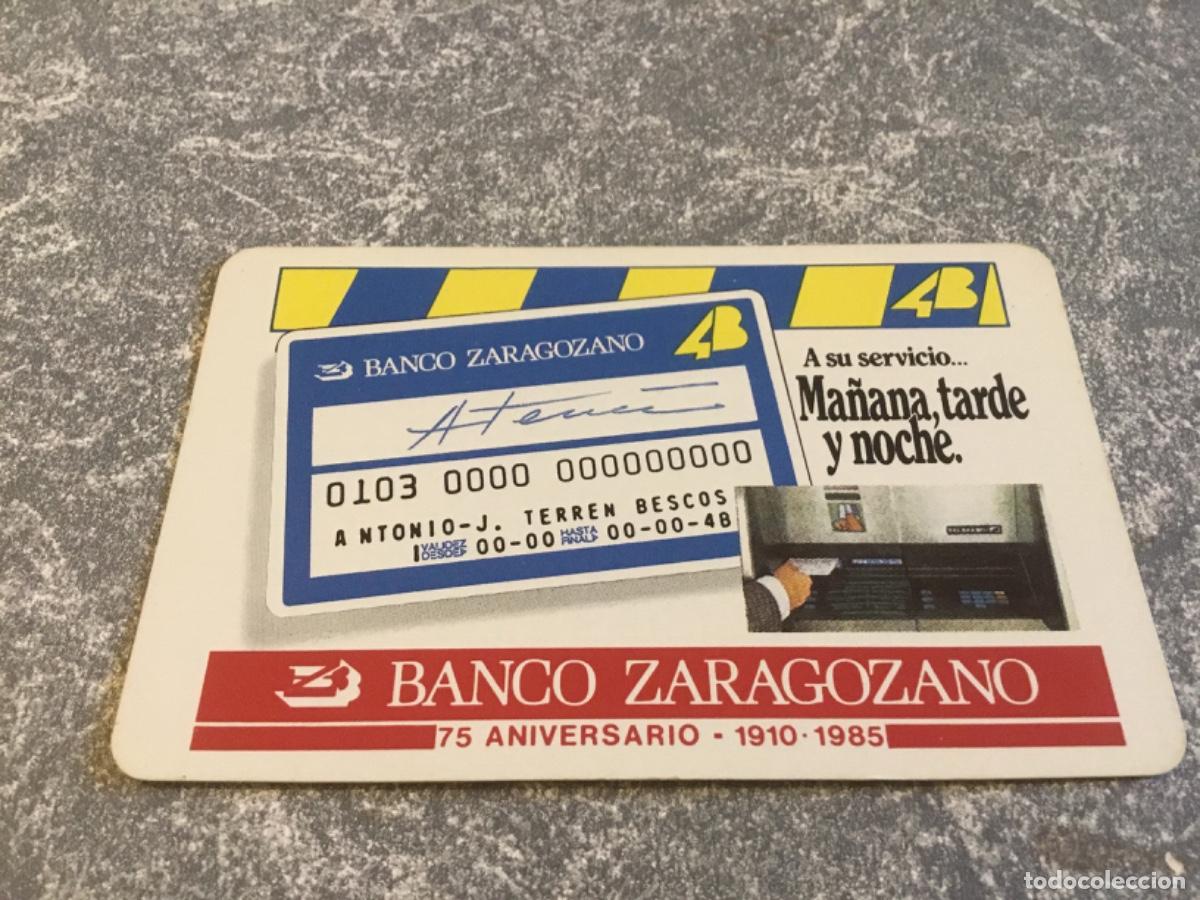 4B
BANCO ZARAGOZANO 4B
0103 0000 000000000
ANTONIO-J. TERREN BESCOS
VALIDEZ DESDE 00-00 HASTA FINAL 00-00-4B
A su servicio...
Mañana, tarde
y noche.
BANCO ZARAGOZANO
75 ANIVERSARIO - 1910·1985
todocoleccion